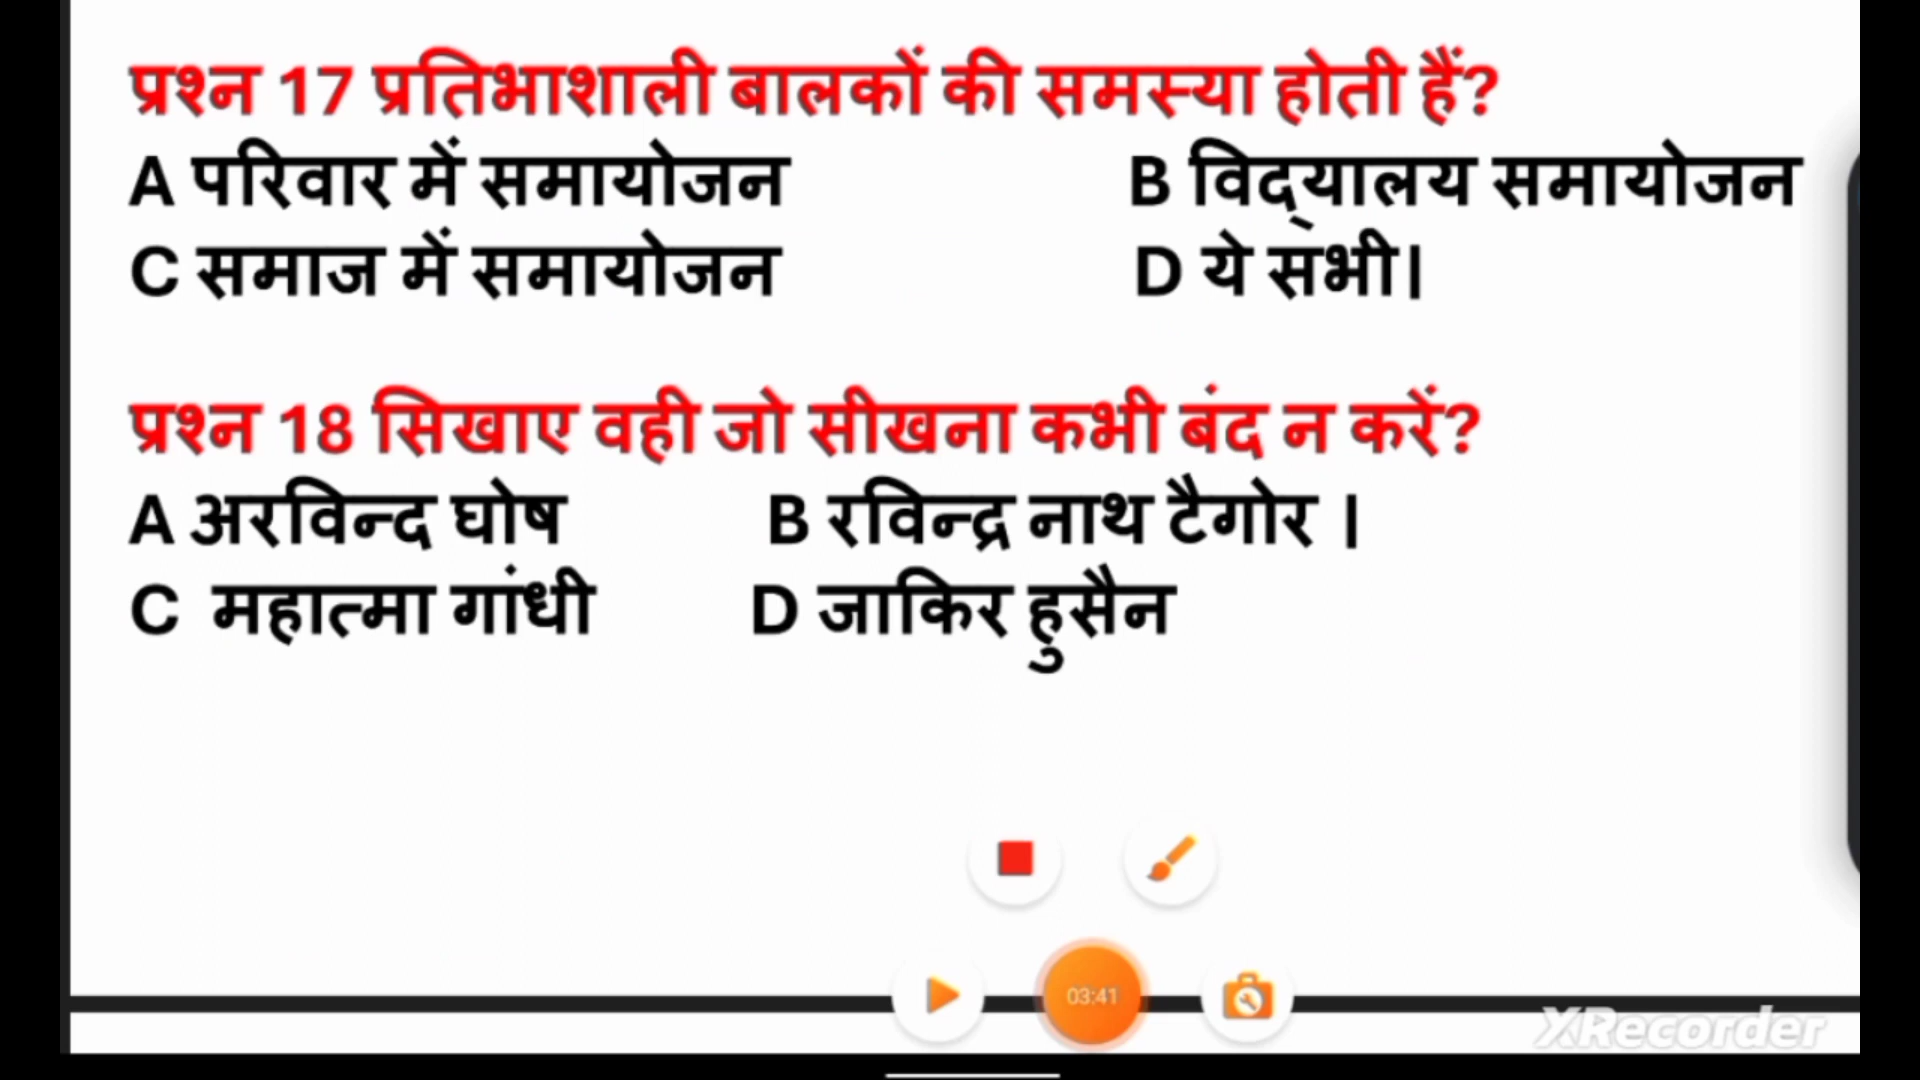 प्रश्न 17 प्रतिभाशाली बालकों की समस्या होती हैं?
A परिवार में समायोजन B विद्‌यालय समायोजन
C समाज में समायोजन D ये सभी।
प्रश्न 18 सिखाए वही जो सीखना कभी बंद न करें?
A अरविन्द घोष B रविन्द्र नाथ टैगोर ।
C महात्मा गांधी D जाकिर हुसैन
03:41
XRecorder